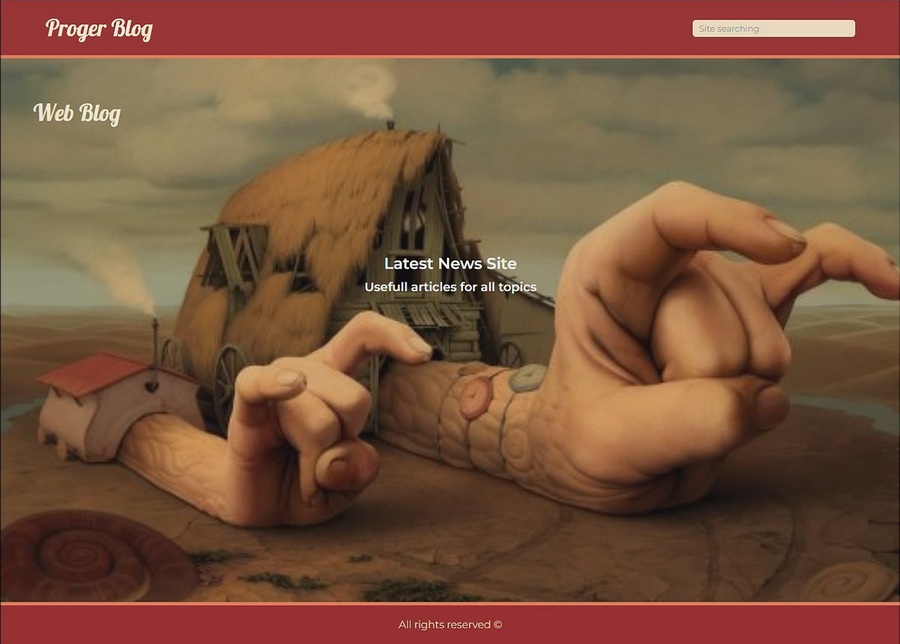 Proger Blog
Site searching
Web Blog
Latest News Site
Usefull articles for all topics
All rights reserved ©